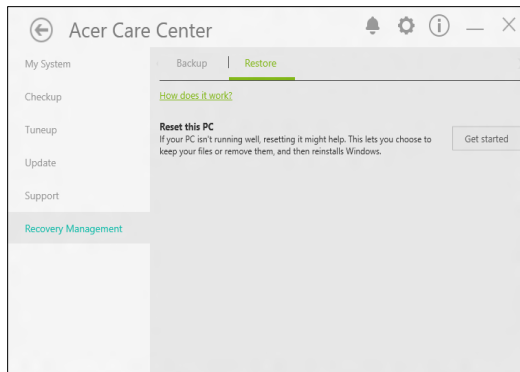 Acer Care Center
My System
Checkup
Tuneup
Update
Support
Recovery Management
Backup | Restore
How does it work?
Reset this PC
If your PC isn't running well, resetting it might help. This lets you choose to
keep your files or remove them, and then reinstalls Windows.
Get started